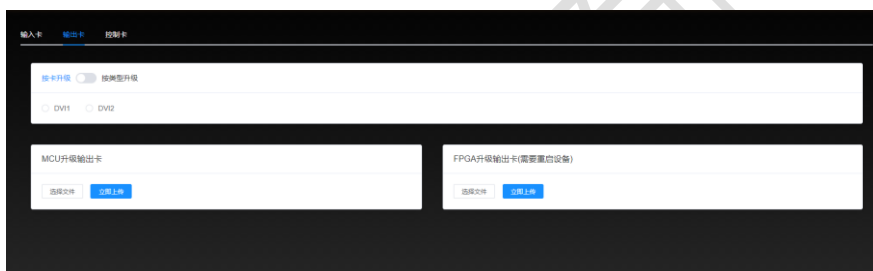 输入卡 输出卡 控制卡
按卡升级 按类型升级
DVI1 DVI2
MCU升级输出卡
选择文件 立即上传
FPGA升级输出卡(需要重启设备)
选择文件 立即上传